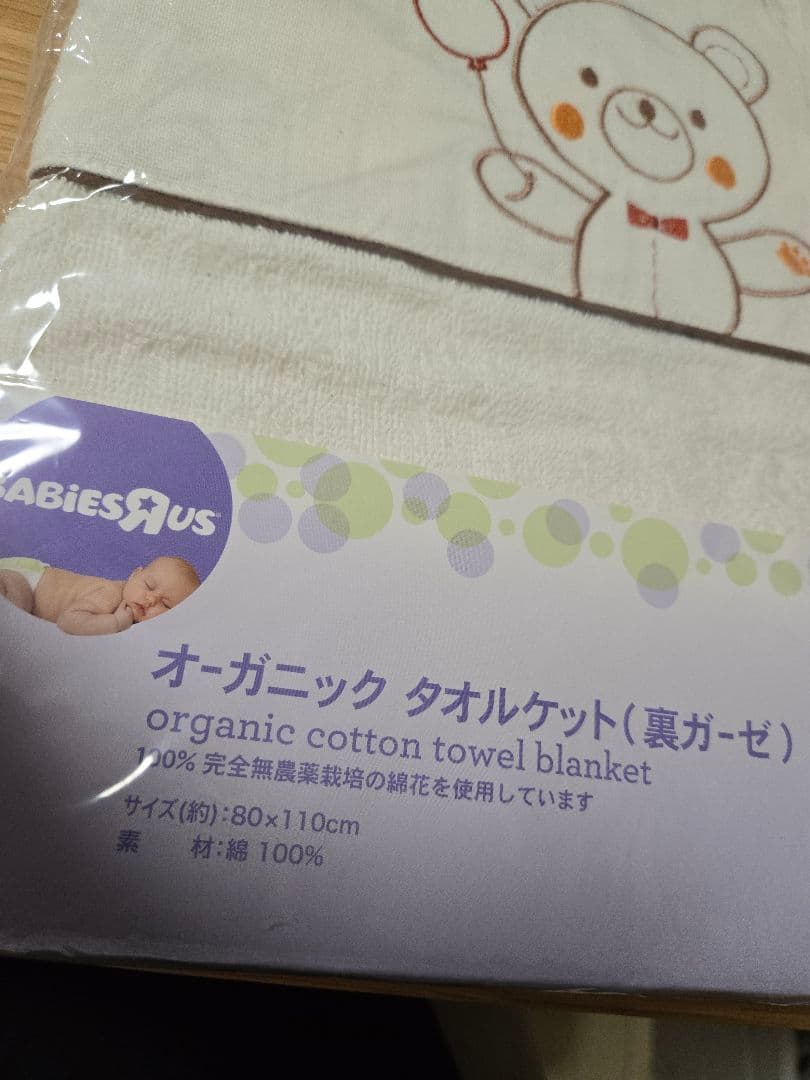 BABiESRUS
オーガニック タオルケット(裏ガーゼ)
organic cotton towel blanket
100% 完全無農薬栽培の綿花を使用しています
サイズ(約):80×110cm
素 材:綿 100%